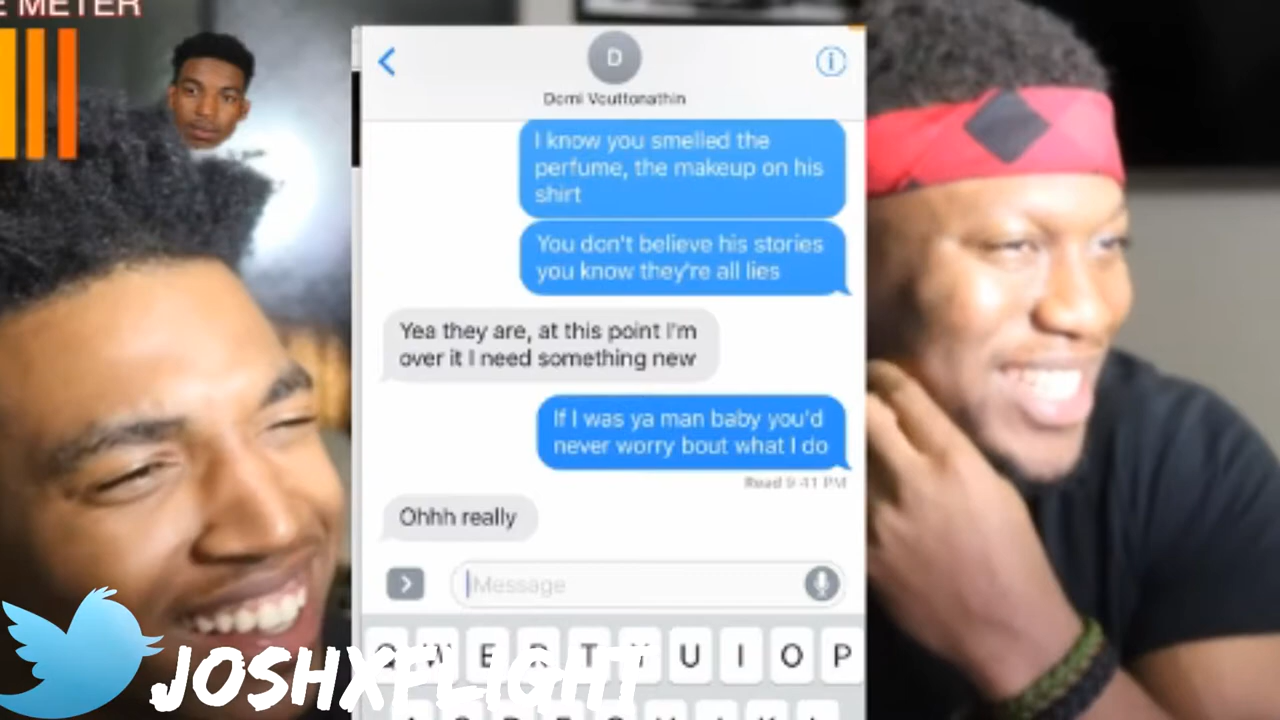 E METER
D
Demi Vcuttonathin
I know you smelled the
perfume, the makeup on his
shirt
You don't believe his stories
you know they're all lies
Yea they are, at this point I'm
over it I need something new
If I was ya man baby you'd
never worry bout what I do
Read 9:41 PM
Ohhh really
Message
Q W E R T Y U I O P
JOSHXFLIGHT